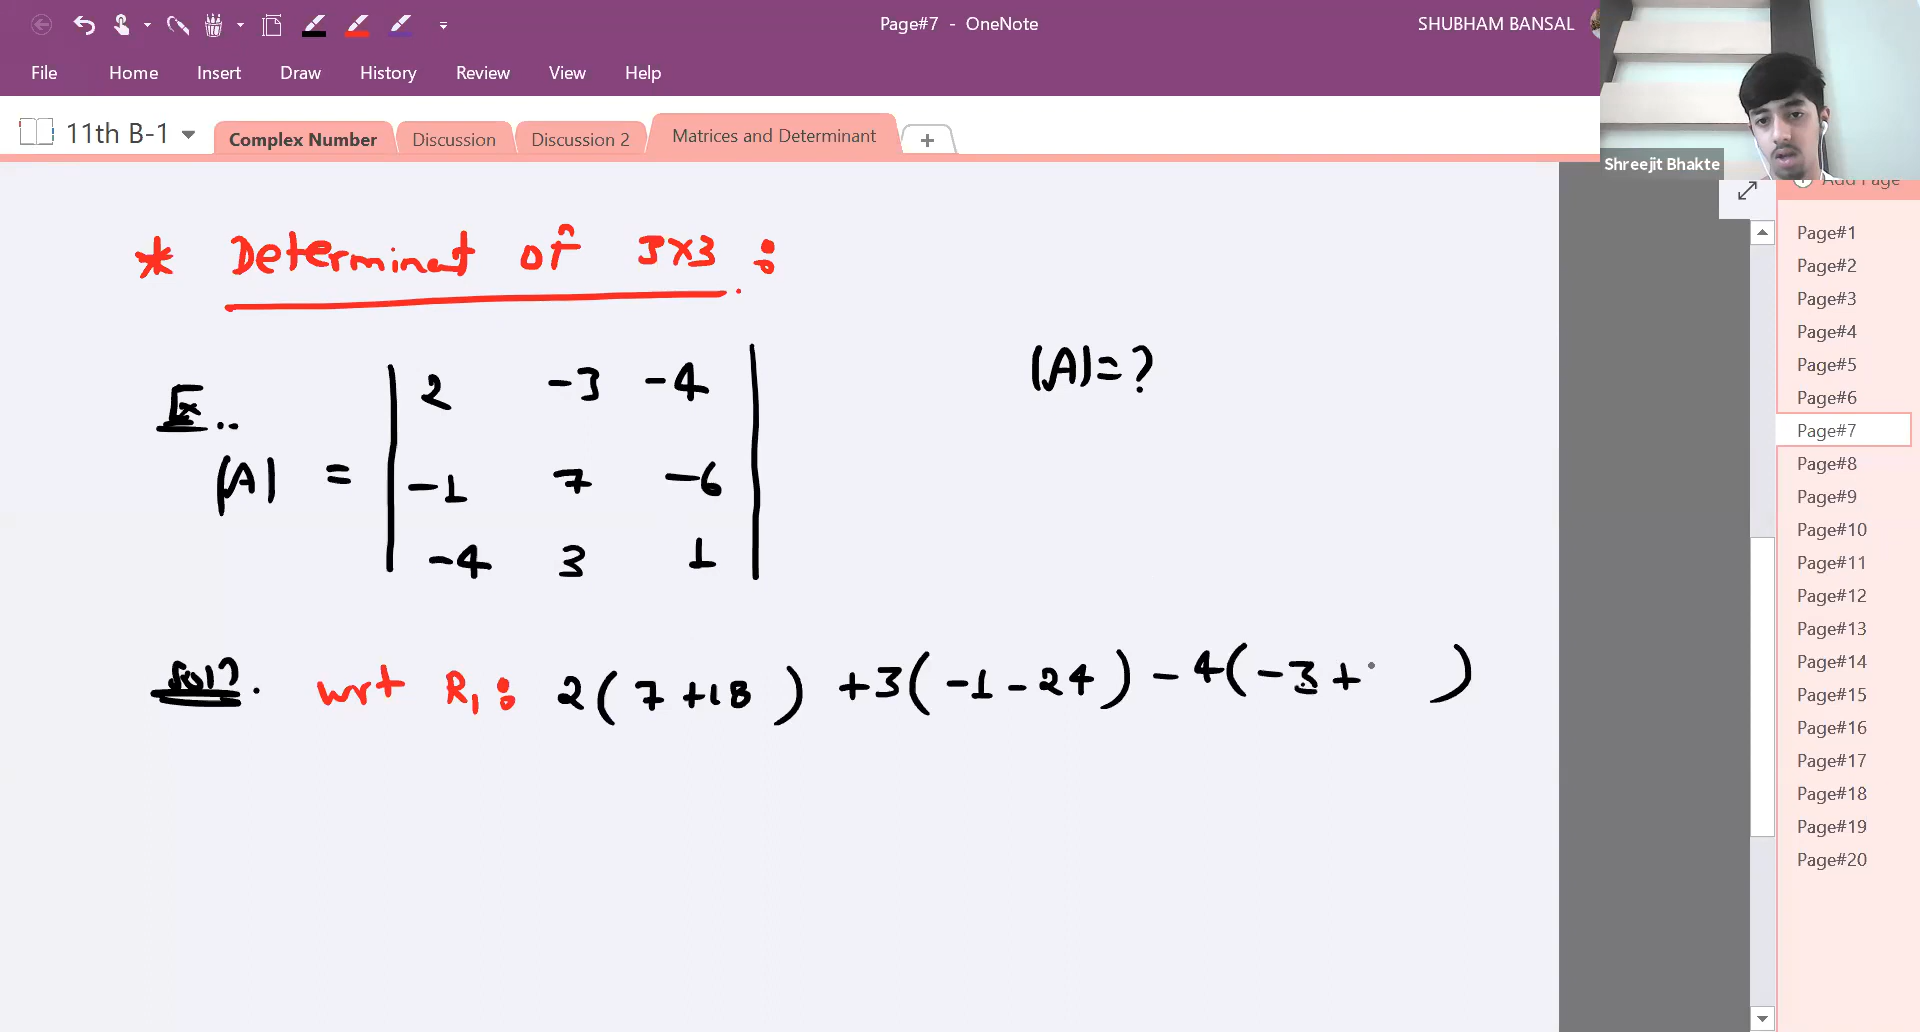 Page#7 - OneNote
SHUBHAM BANSAL
File Home Insert Draw History Review View Help
11th B-1
Complex Number Discussion Discussion 2 Matrices and Determinant +
Shreejit Bhakte
Add Page
* Determinant of 3x3 :
Ex..
|A| = | 2 -3 -4 |
-1 7 -6
-4 3 1
|A|=?
Solⁿ. wrt R₁: 2(7+18) +3(-1-24) -4(-3+ )
Page#1
Page#2
Page#3
Page#4
Page#5
Page#6
Page#7
Page#8
Page#9
Page#10
Page#11
Page#12
Page#13
Page#14
Page#15
Page#16
Page#17
Page#18
Page#19
Page#20